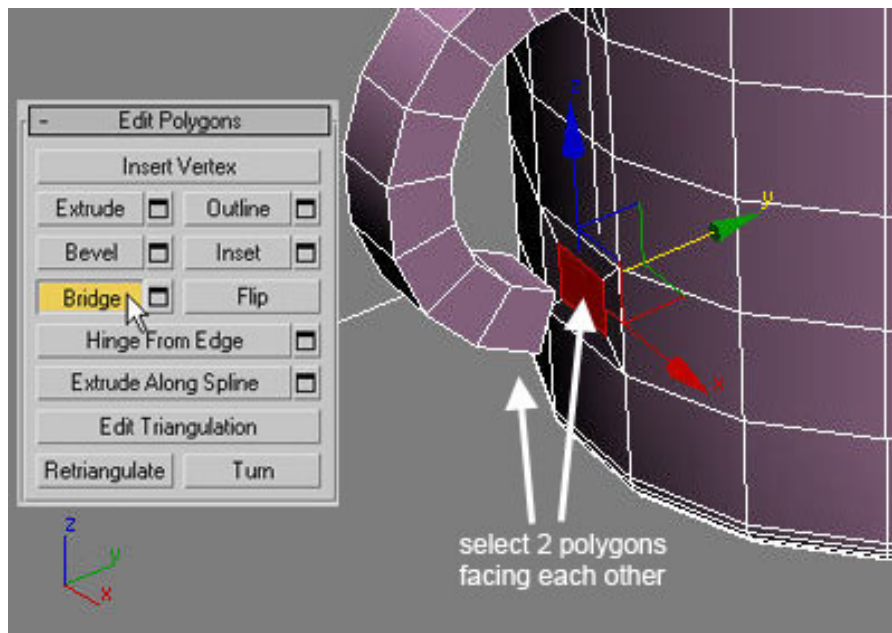 - Edit Polygons
Insert Vertex
Extrude Outline
Bevel Inset
Bridge Flip
Hinge From Edge
Extrude Along Spline
Edit Triangulation
Retriangulate Turn
z
y
x
z
y
x
select 2 polygons
facing each other